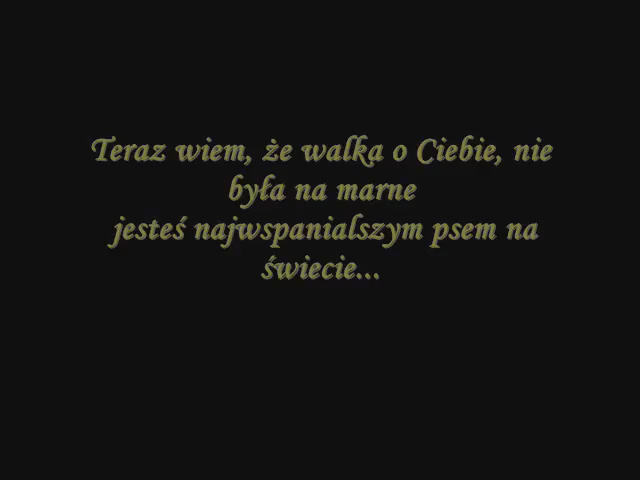 Teraz wiem, że walka o Ciebie, nie
była na marne
jesteś najwspanialszym psem na
świecie...